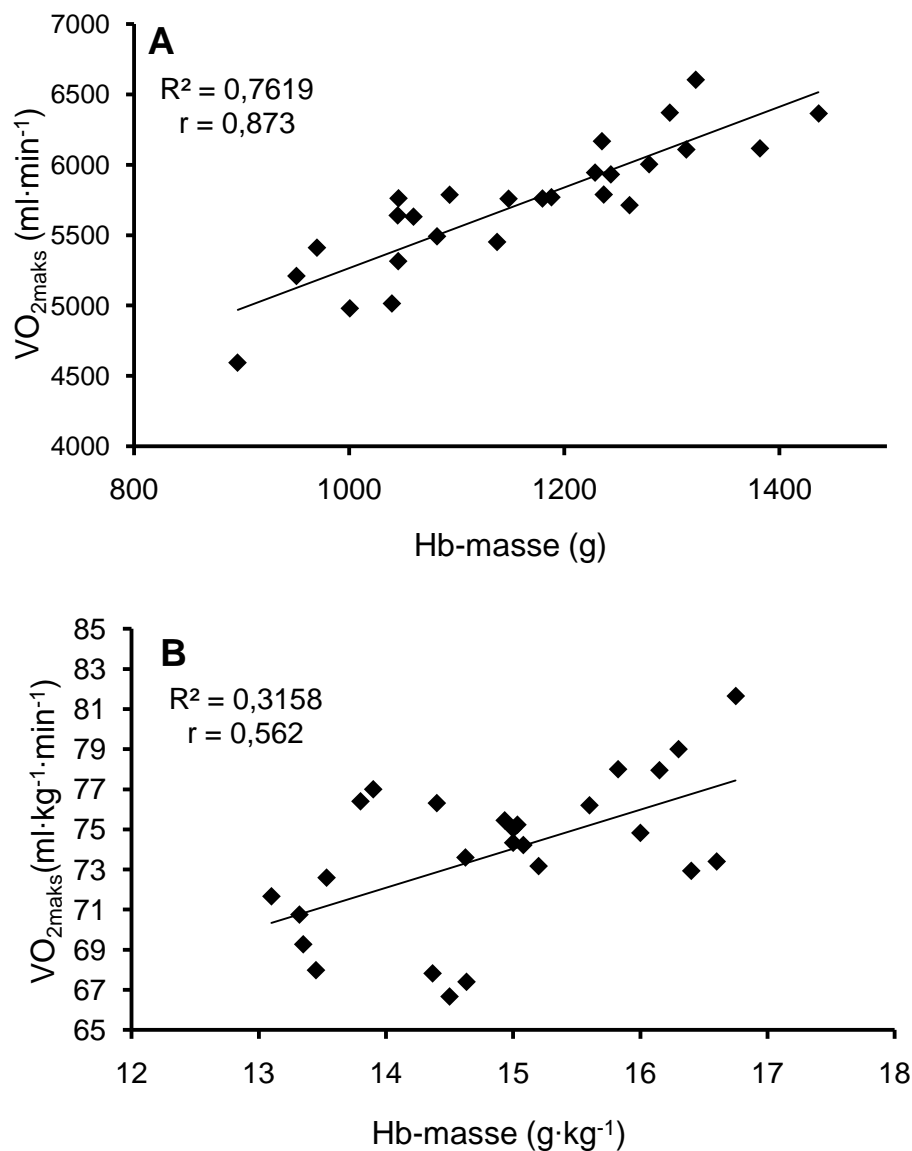 A
R² = 0,7619
r = 0,873
7000
6500
6000
5500
5000
4500
4000
VO2maks (ml·min-1)
800 1000 1200 1400
Hb-masse (g)
B
R² = 0,3158
r = 0,562
85
83
81
79
77
75
73
71
69
67
65
VO2maks(ml·kg-1·min-1)
12 13 14 15 16 17 18
Hb-masse (g·kg-1)